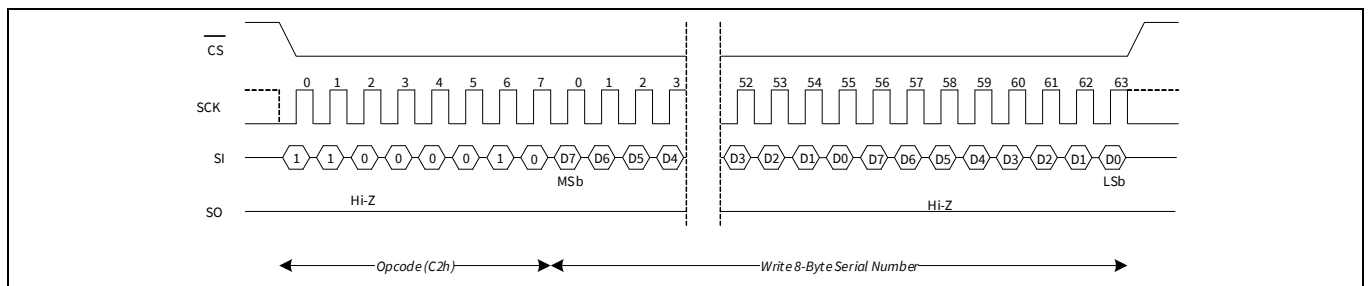 CS
0 1 2 3 4 5 6 7 0 1 2 3 52 53 54 55 56 57 58 59 60 61 62 63
SCK
SI 1 1 0 0 0 0 1 0 D7 D6 D5 D4 D3 D2 D1 D0 D7 D6 D5 D4 D3 D2 D1 D0
MSb LSb
Hi-Z Hi-Z
SO
Opcode (C2h) Write 8-Byte Serial Number